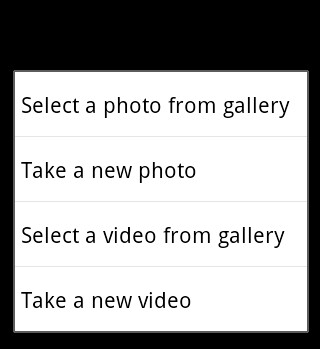 Select a photo from gallery
Take a new photo
Select a video from gallery
Take a new video